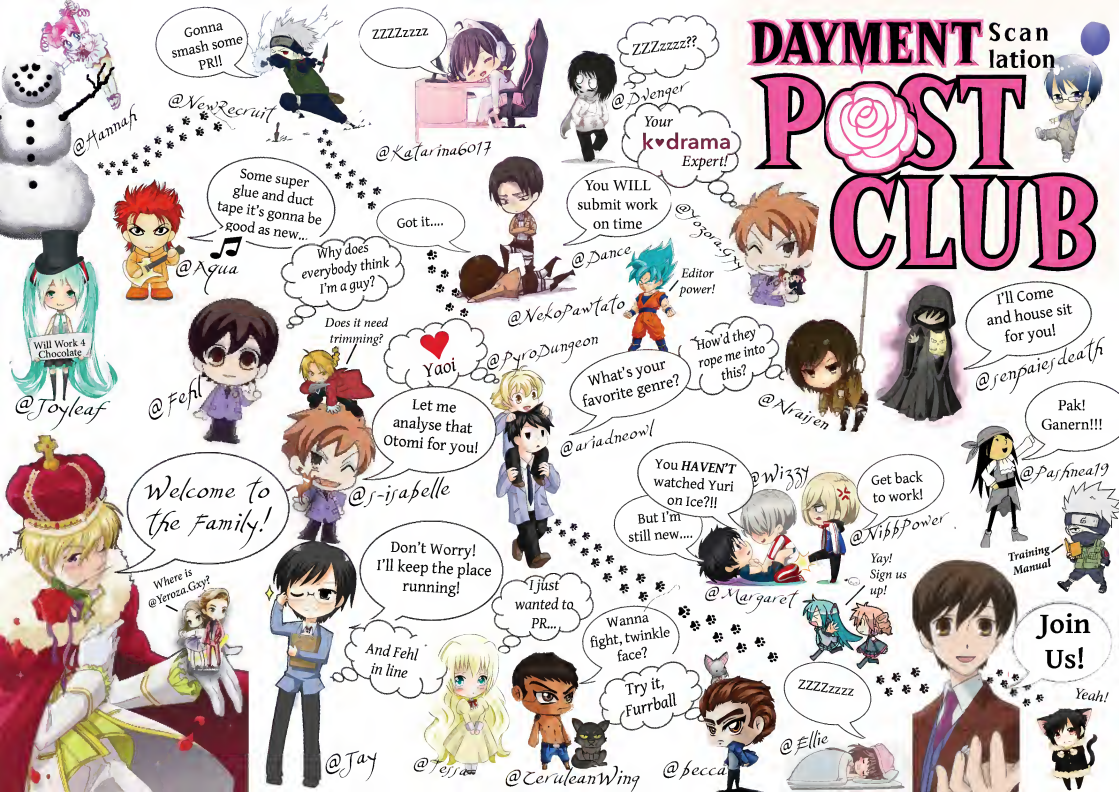 DAYMENT
Scan
lation
POST
CLUB
Gonna
smash some
PR!!
@NewRecruit
@Hannah
ZZZZzzzz
@Katarina6017
ZZZzzzz??
@Dvenger
Your
k♥drama
Expert!
@Yozora.gxy
Some super
glue and duct
tape it's gonna be
good as new...
@Aqua
Got it....
You WILL
submit work
on time
@Dance
@NekoPawtato
Editor
power!
Why does
everybody think
I'm a guy?
@Fehl
Will Work 4
Chocolate
@Joyleaf
Does it need
trimming?
Yaoi
@PyroDungeon
Let me
analyse that
Otomi for you!
@s-isabelle
What's your
favorite genre?
@ariadneowl
How'd they
rope me into
this?
@Nraisen
I'll Come
and house sit
for you!
@senpaiesdeath
Pak!
Ganern!!!
@Pashnea19
Welcome to
the Family!
Where is
@Yeroza.Gxy?
Don't Worry!
I'll keep the place
running!
And Fehl
in line
@Jay
You HAVEN'T
watched Yuri
on Ice?!!
@Wizzy
But I'm
still new....
@Margaret
Get back
to work!
@NibbPower
Training
Manual
Yay!
Sign us
up!
I just
wanted to
PR...
@Tessa
Wanna
fight, twinkle
face?
@CeruleanWing
Try it,
Furrball
@becca
ZZZZzzzz
@Ellie
Join
Us!
Yeah!